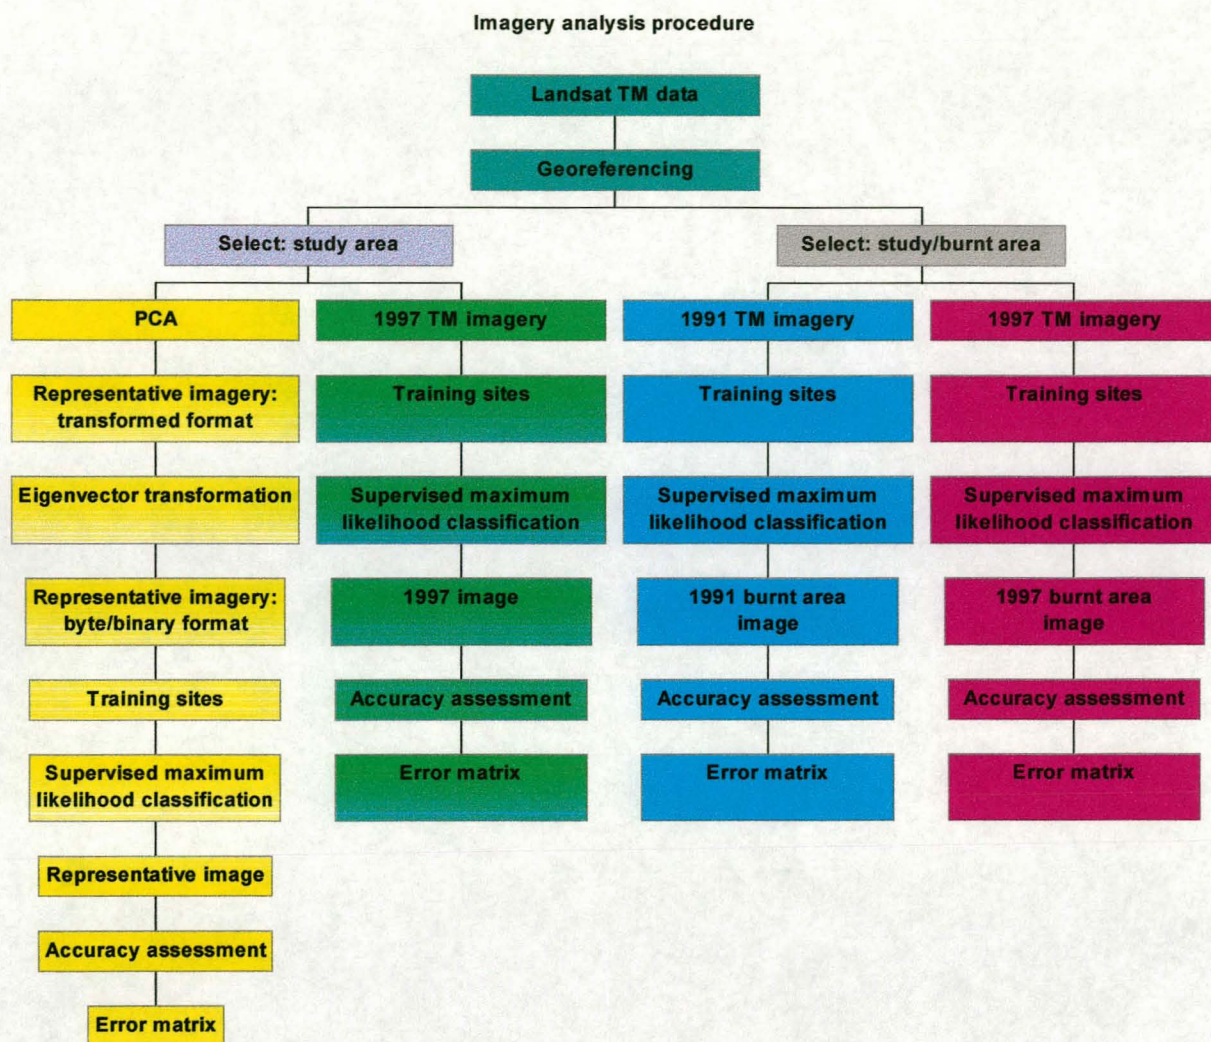 Imagery analysis procedure
Landsat TM data
Georeferencing
Select: study area
Select: study/burnt area
PCA
1997 TM imagery
1991 TM imagery
1997 TM imagery
Representative imagery:
transformed format
Training sites
Training sites
Training sites
Eigenvector transformation
Supervised maximum
likelihood classification
Supervised maximum
likelihood classification
Supervised maximum
likelihood classification
Representative imagery:
byte/binary format
1997 image
1991 burnt area
image
1997 burnt area
image
Training sites
Accuracy assessment
Accuracy assessment
Accuracy assessment
Supervised maximum
likelihood classification
Error matrix
Error matrix
Error matrix
Representative image
Accuracy assessment
Error matrix